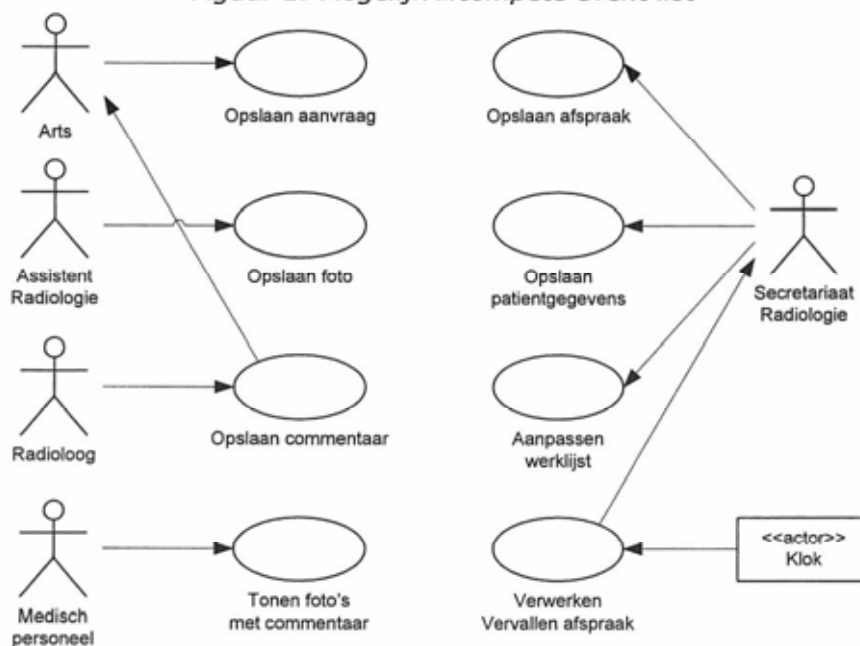 Arts
Opslaan aanvraag
Opslaan afspraak
Assistent
Radiologie
Opslaan foto
Opslaan
patientgegevens
Secretariaat
Radiologie
Radioloog
Opslaan commentaar
Aanpassen
werklijst
<<actor>>
Klok
Medisch
personeel
Tonen foto's
met commentaar
Verwerken
Vervallen afspraak